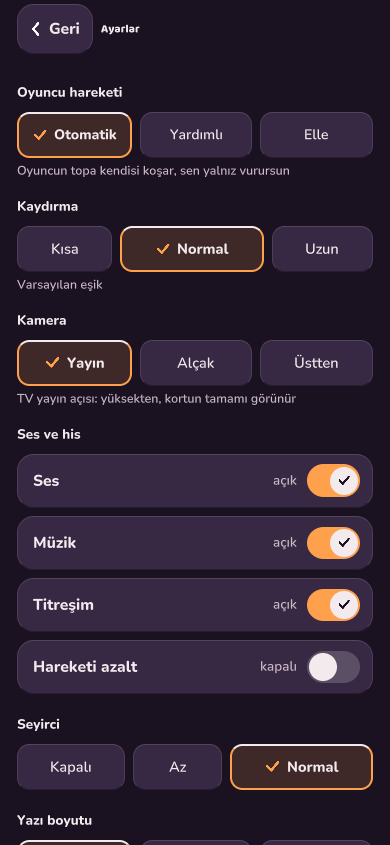 Geri Ayarlar
Oyuncu hareketi
Otomatik Yardımlı Elle
Oyuncun topa kendisi koşar, sen yalnız vurursun
Kaydırma
Kısa Normal Uzun
Varsayılan eşik
Kamera
Yayın Alçak Üstten
TV yayın açısı: yüksekten, kortun tamamı görünür
Ses ve his
Ses açık
Müzik açık
Titreşim açık
Hareketi azalt kapalı
Seyirci
Kapalı Az Normal
Yazı boyutu